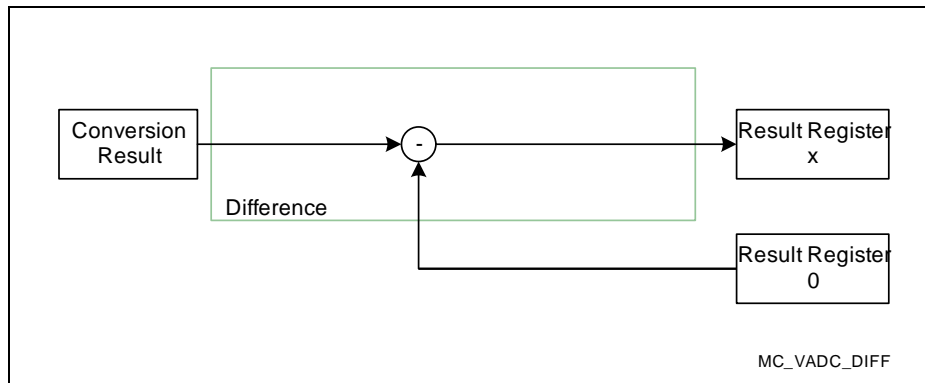 Conversion
Result
-
Result Register
x
Difference
Result Register
0
MC_VADC_DIFF